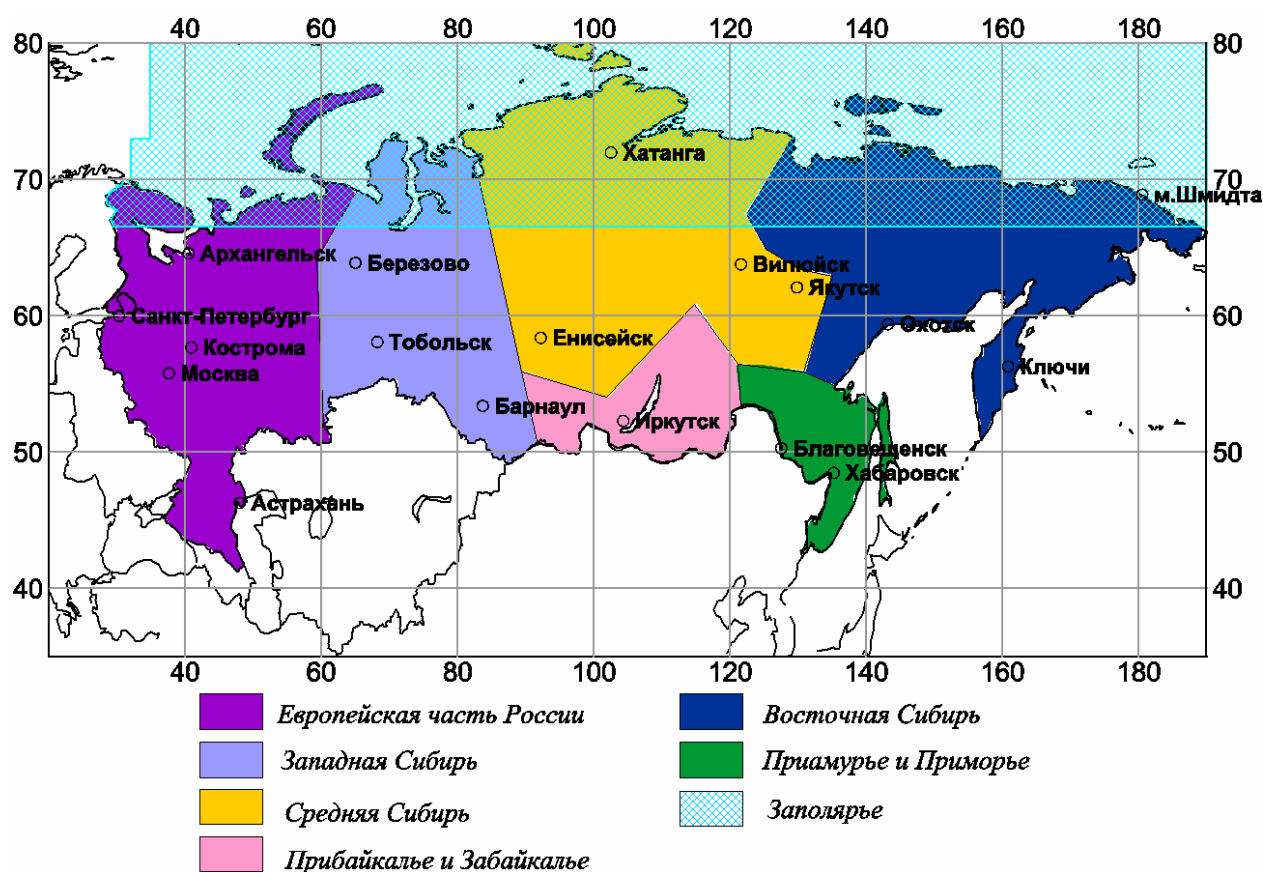 40 60 80 100 120 140 160 180
80 80
Хатанга
70 70
м.Шмидта
Архангельск
Березово
Вилюйск
Якутск
60 60
Санкт-Петербург
Охотск
Енисейск
Тобольск
Кострома
Москва
Ключи
Барнаул
Иркутск
50 50
Благовещенск
Хабаровск
Астрахань
40 40
40 60 80 100 120 140 160 180
Европейская часть России
Западная Сибирь
Средняя Сибирь
Прибайкалье и Забайкалье
Восточная Сибирь
Приамурье и Приморье
Заполярье